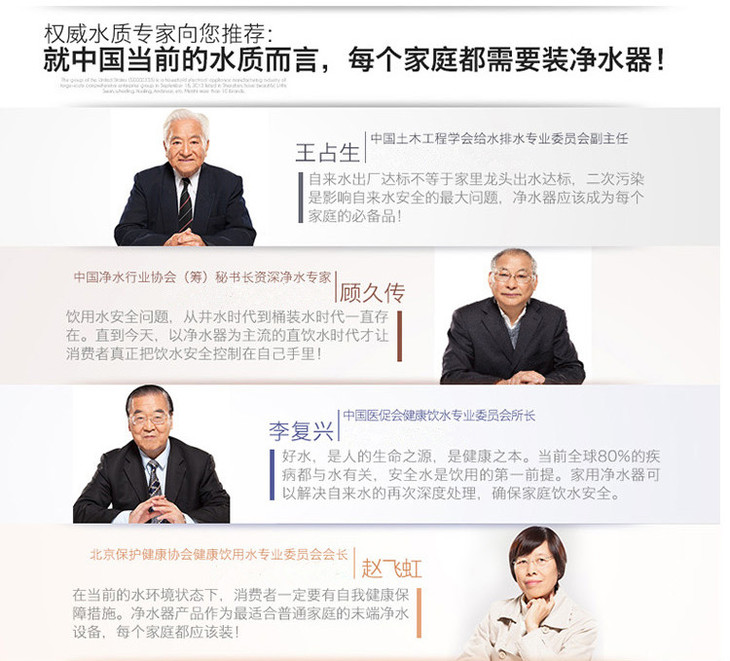 权威水质专家向您推荐:
就中国当前的水质而言，每个家庭都需要装净水器！
王占生
中国土木工程学会给水排水专业委员会副主任
自来水出厂达标不等于家里龙头出水达标，二次污染
是影响自来水安全的最大问题，净水器应该成为每个
家庭的必备品！
中国净水行业协会（筹）秘书长资深净水专家
顾久传
饮用水安全问题，从井水时代到桶装水时代一直存
在。直到今天，以净水器为主流的直饮水时代才让
消费者真正把饮水安全控制在自己手里！
李复兴
中国医促会健康饮水专业委员会所长
好水，是人的生命之源，是健康之本。当前全球80%的疾
病都与水有关，安全水是饮用的第一前提。家用净水器可
以解决自来水的再次深度处理，确保家庭饮水安全。
北京保护健康协会健康饮用水专业委员会会长
赵飞虹
在当前的水环境状态下，消费者一定要有自我健康保
障措施。净水器产品作为最适合普通家庭的末端净水
设备，每个家庭都应该装！